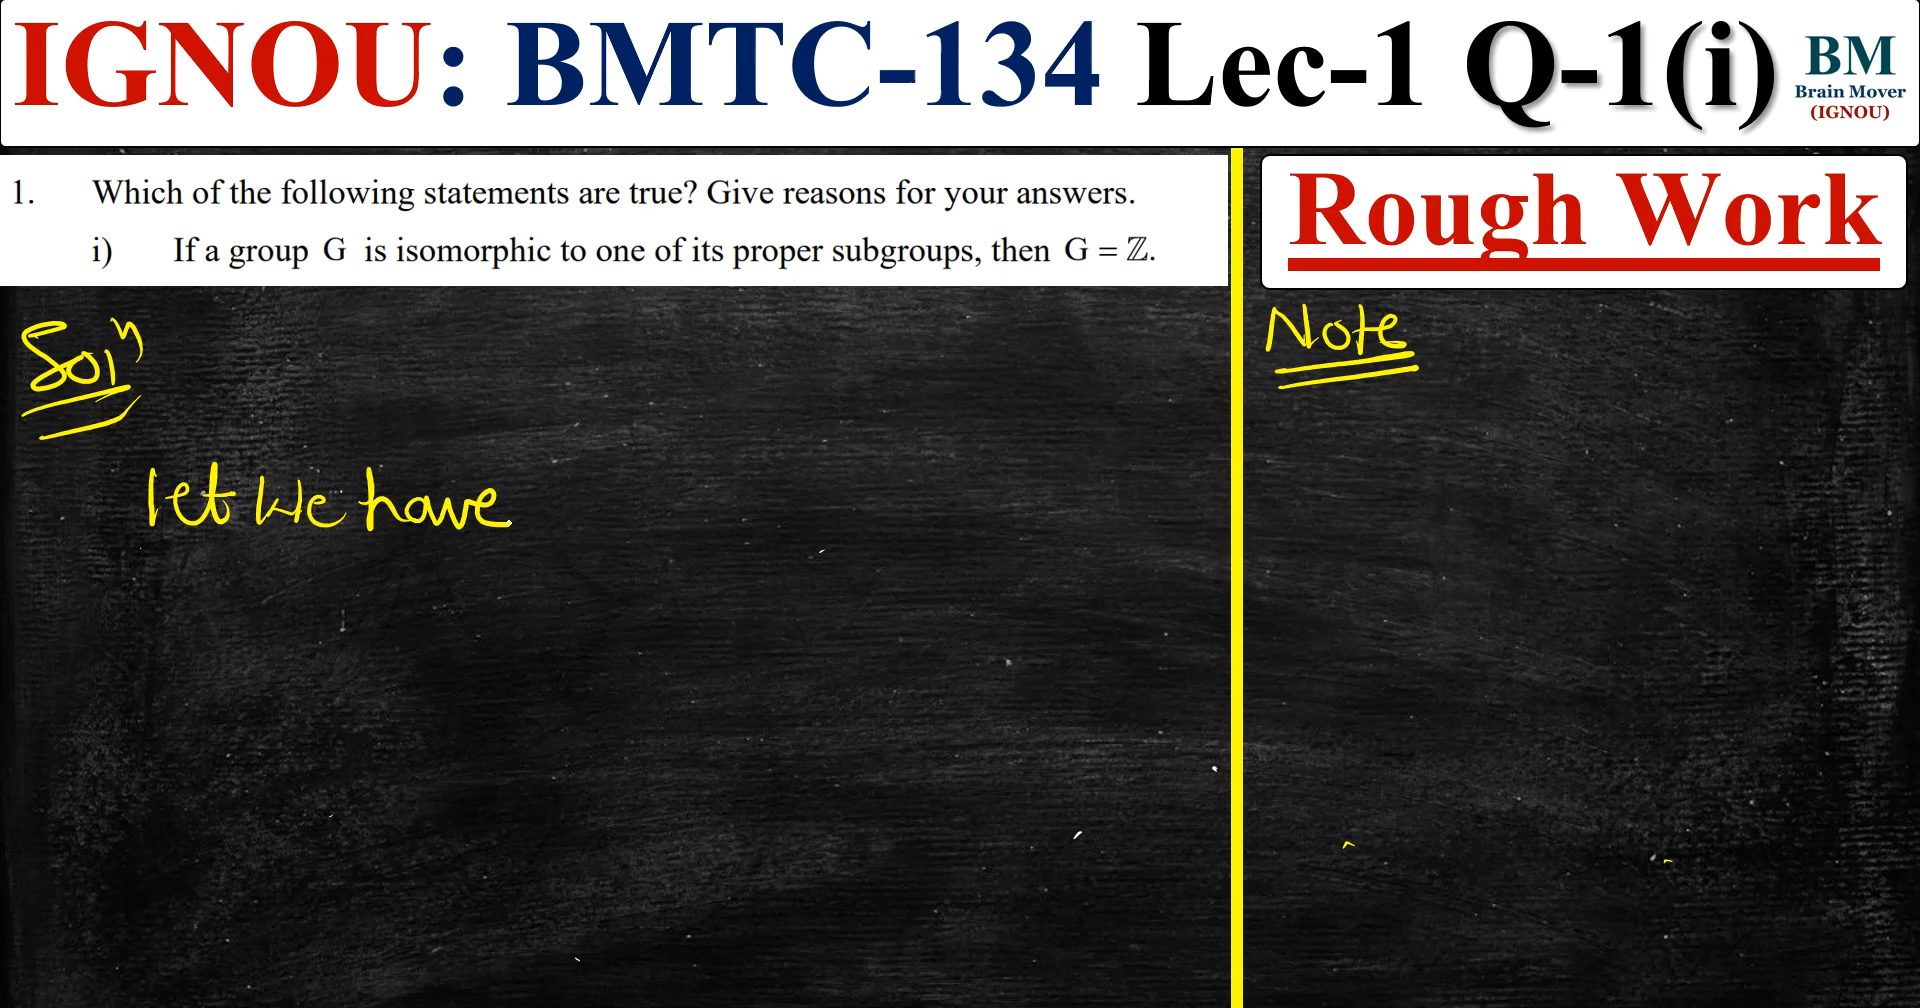 IGNOU: BMTC-134 Lec-1 Q-1(i)
BM
Brain Mover
(IGNOU)
1. Which of the following statements are true? Give reasons for your answers.
i) If a group G is isomorphic to one of its proper subgroups, then G = ℤ.
Rough Work
Solⁿ
Note
let we have